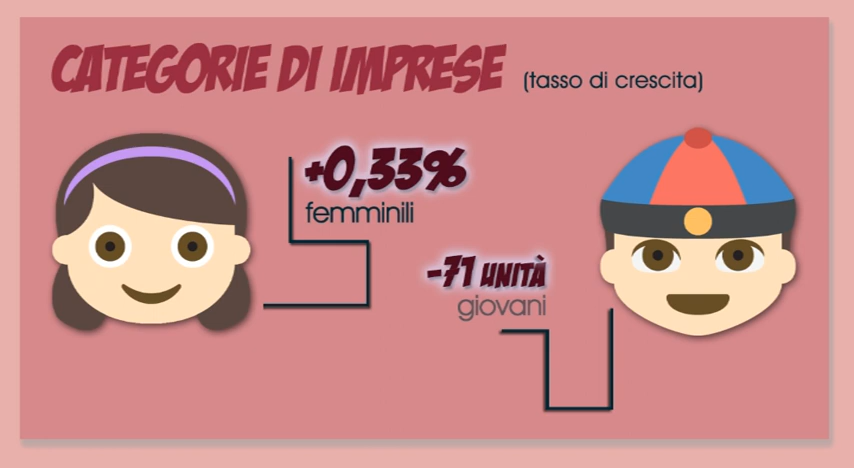 CATEGORIE DI IMPRESE (tasso di crescita)
+0,33%
femminili
-71 UNITÀ
giovani